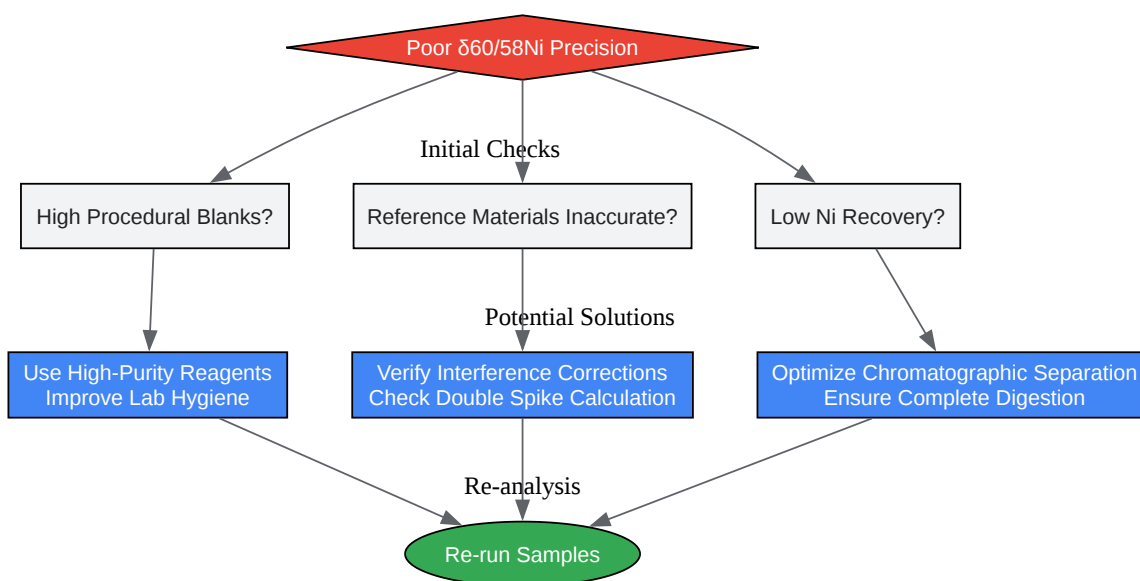 Poor δ60/58Ni Precision
Initial Checks
High Procedural Blanks?
Reference Materials Inaccurate?
Low Ni Recovery?
Potential Solutions
Use High-Purity Reagents
Improve Lab Hygiene
Verify Interference Corrections
Check Double Spike Calculation
Optimize Chromatographic Separation
Ensure Complete Digestion
Re-analysis
Re-run Samples